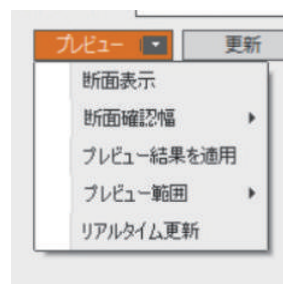 プレビュー
更新
断面表示
断面確認幅
プレビュー結果を適用
プレビュー範囲
リアルタイム更新